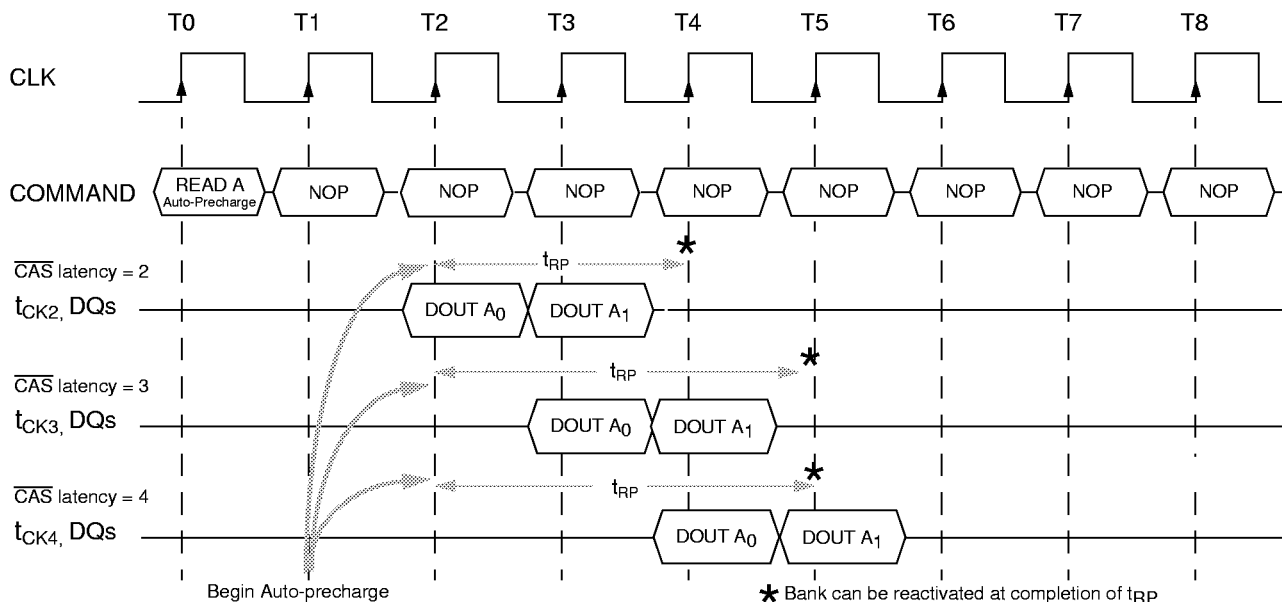 T0 T1 T2 T3 T4 T5 T6 T7 T8
CLK
COMMAND
READ A
Auto-Precharge
NOP NOP NOP NOP NOP NOP NOP NOP
CAS latency = 2
tRP
*
tCK2, DQs
DOUT A0 DOUT A1
CAS latency = 3
tRP
*
tCK3, DQs
DOUT A0 DOUT A1
CAS latency = 4
tRP
*
tCK4, DQs
DOUT A0 DOUT A1
Begin Auto-precharge
* Bank can be reactivated at completion of tRP